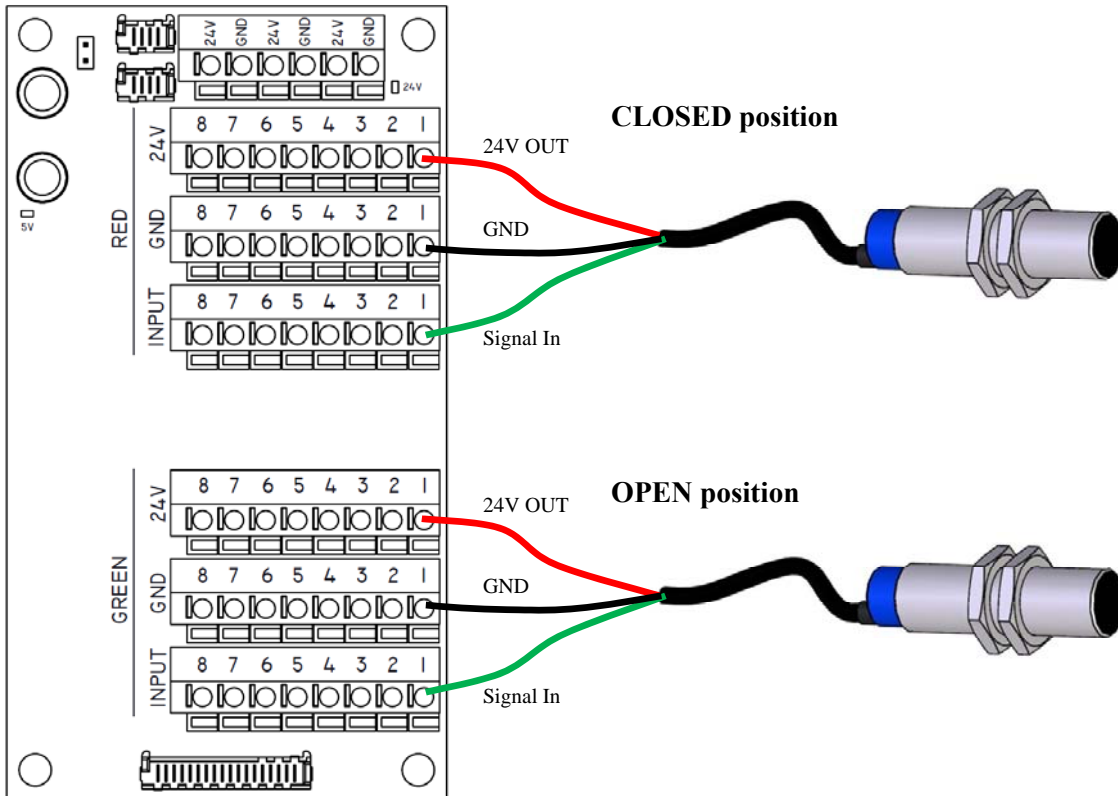 24V GND 24V GND 24V GND
24V
5V
RED
24V
8 7 6 5 4 3 2 1
GND
8 7 6 5 4 3 2 1
INPUT
8 7 6 5 4 3 2 1
CLOSED position
24V OUT
GND
Signal In
GREEN
24V
8 7 6 5 4 3 2 1
GND
8 7 6 5 4 3 2 1
INPUT
8 7 6 5 4 3 2 1
OPEN position
24V OUT
GND
Signal In